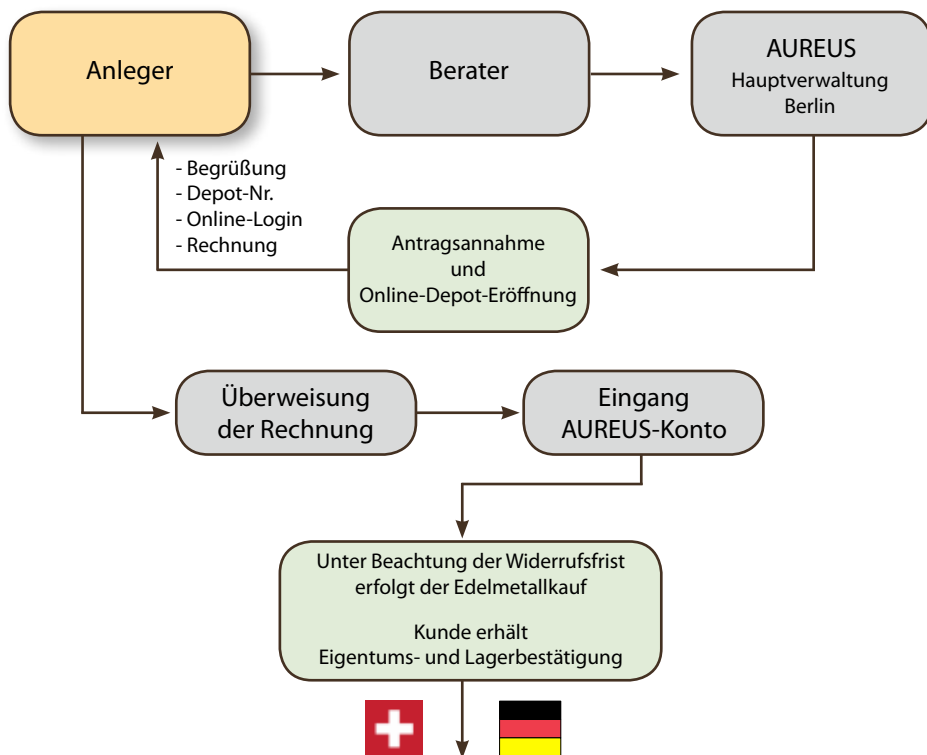 Anleger
Berater
AUREUS
Hauptverwaltung
Berlin
- Begrüßung
- Depot-Nr.
- Online-Login
- Rechnung
Antragsannahme
und
Online-Depot-Eröffnung
Überweisung
der Rechnung
Eingang
AUREUS-Konto
Unter Beachtung der Widerrufsfrist
erfolgt der Edelmetallkauf
Kunde erhält
Eigentums- und Lagerbestätigung